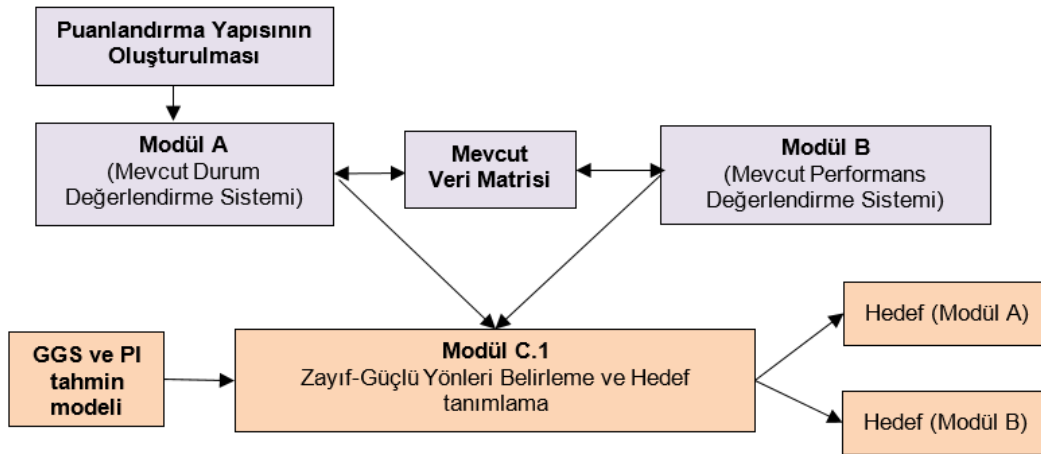 Puanlandırma Yapısının
Oluşturulması
Modül A
(Mevcut Durum
Değerlendirme Sistemi)
Mevcut
Veri Matrisi
Modül B
(Mevcut Performans
Değerlendirme Sistemi)
GGS ve PI
tahmin
modeli
Modül C.1
Zayıf-Güçlü Yönleri Belirleme ve Hedef
tanımlama
Hedef (Modül A)
Hedef (Modül B)